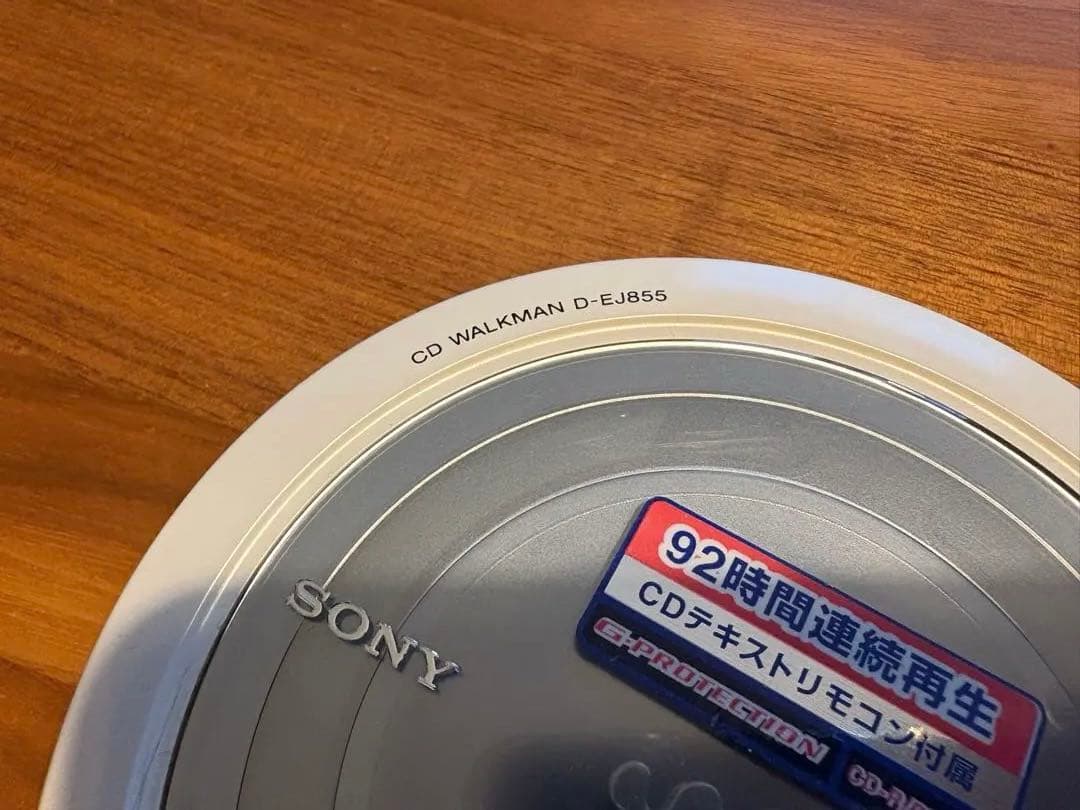 CD WALKMAN D-EJ855
SONY
92時間連続再生
CDテキストリモコン付属
G-PROTECTION